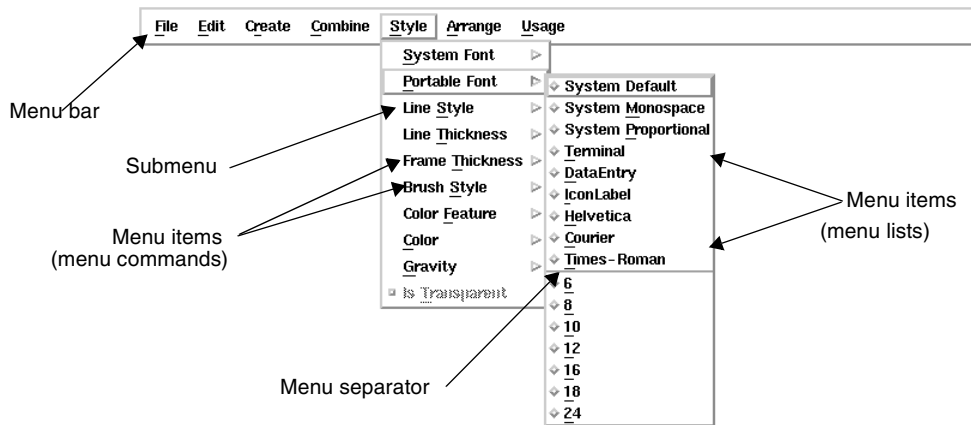 File Edit Create Combine Style Arrange Usage
System Font
Portable Font
Line Style
Line Thickness
Frame Thickness
Brush Style
Color Feature
Color
Gravity
Is Transparent
System Default
System Monospace
System Proportional
Terminal
DataEntry
IconLabel
Helvetica
Courier
Times-Roman
6
8
10
12
16
18
24
Menu bar
Submenu
Menu items
(menu commands)
Menu separator
Menu items
(menu lists)